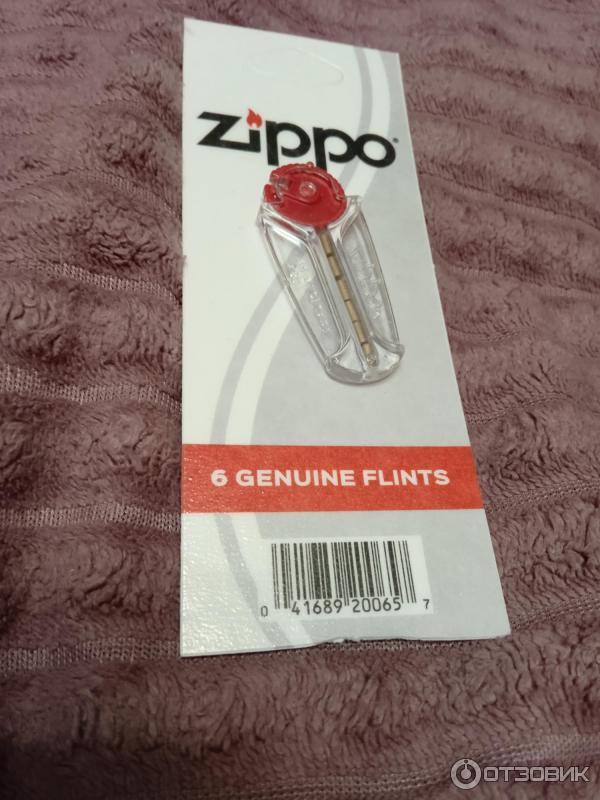 zippo®
6 GENUINE FLINTS
0 41689 20065 7
ОТЗОВИК